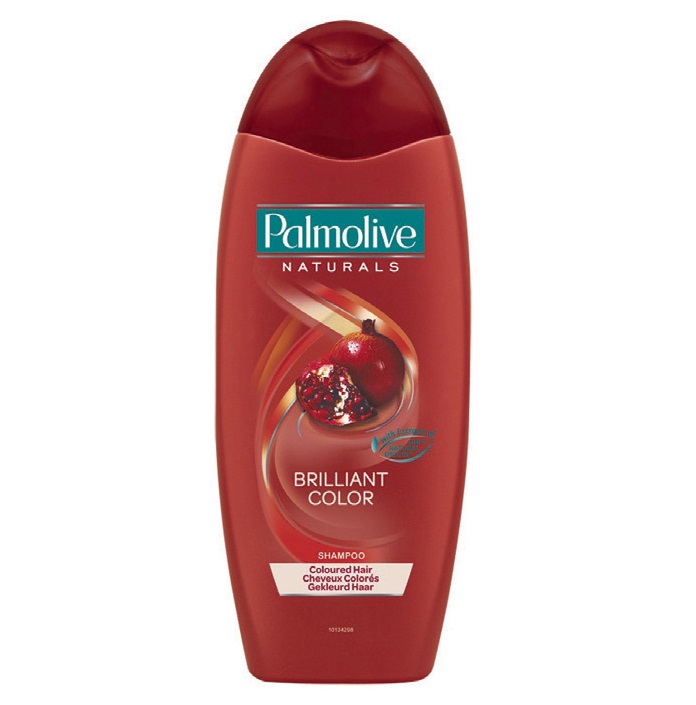 Palmolive
NATURALS
BRILLIANT
COLOR
SHAMPOO
Coloured Hair
Cheveux Colorés
Gekleurd Haar
10134298